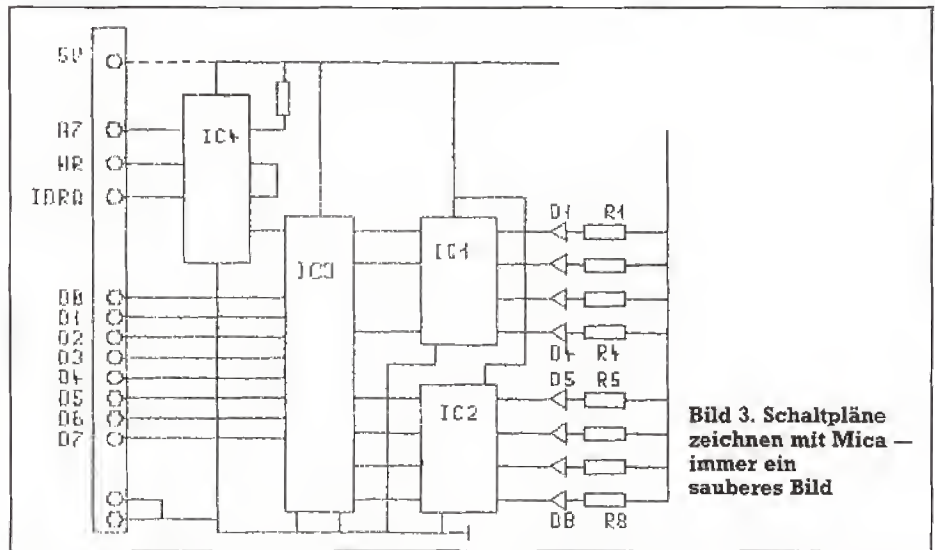 5V
A7
IC4
WR
IORQ
D1 R1
IC1
IC3
D0
D1
D2
D4 R4
D3
D4
D5 R5
D5
IC2
D6
D7
D8 R8
Bild 3. Schaltpläne
zeichnen mit Mica —
immer ein
sauberes Bild